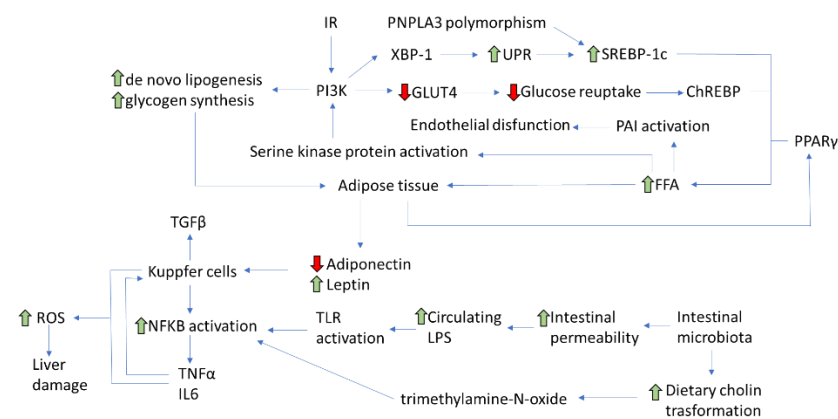 IR
PNPLA3 polymorphism
XBP-1
UPR
SREBP-1c
de novo lipogenesis
glycogen synthesis
PI3K
GLUT4
Glucose reuptake
ChREBP
Endothelial disfunction
PAI activation
PPARγ
Serine kinase protein activation
Adipose tissue
FFA
TGFβ
Kuppfer cells
Adiponectin
Leptin
ROS
NFKB activation
TLR
activation
Circulating
LPS
Intestinal
permeability
Intestinal
microbiota
Liver
damage
TNFα
IL6
trimethylamine-N-oxide
Dietary cholin
trasformation